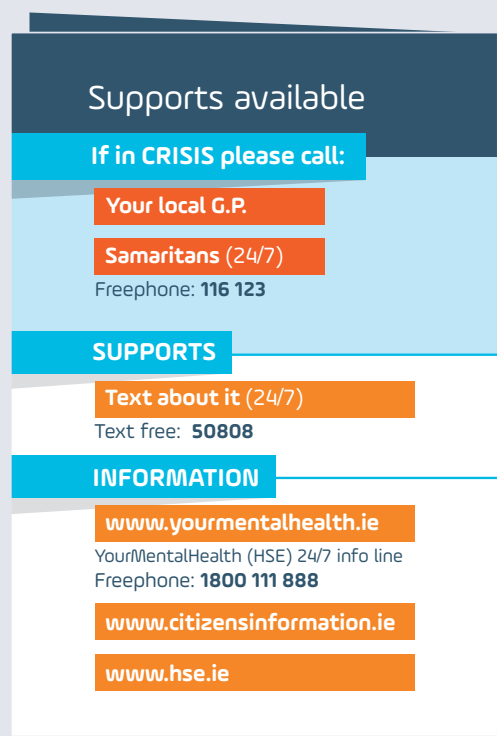 Supports available
If in CRISIS please call:
Your local G.P.
Samaritans (24/7)
Freephone: 116 123
SUPPORTS
Text about it (24/7)
Text free: 50808
INFORMATION
www.yourmentalhealth.ie
YourMentalHealth (HSE) 24/7 info line
Freephone: 1800 111 888
www.citizensinformation.ie
www.hse.ie